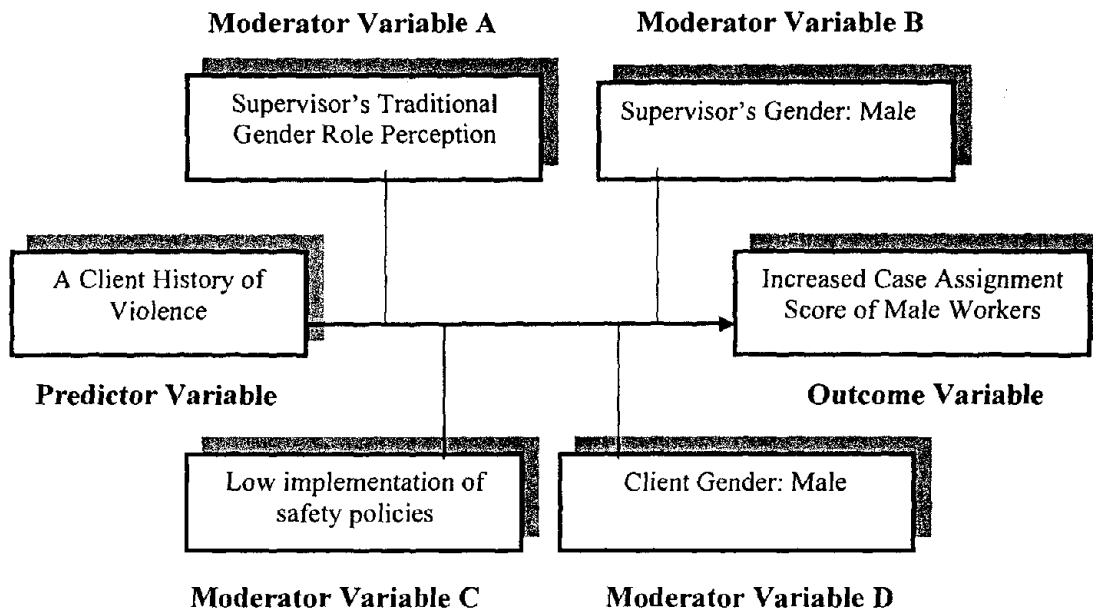 Moderator Variable A
Moderator Variable B
Supervisor's Traditional
Gender Role Perception
Supervisor's Gender: Male
A Client History of
Violence
Increased Case Assignment
Score of Male Workers
Predictor Variable
Outcome Variable
Low implementation of
safety policies
Client Gender: Male
Moderator Variable C
Moderator Variable D